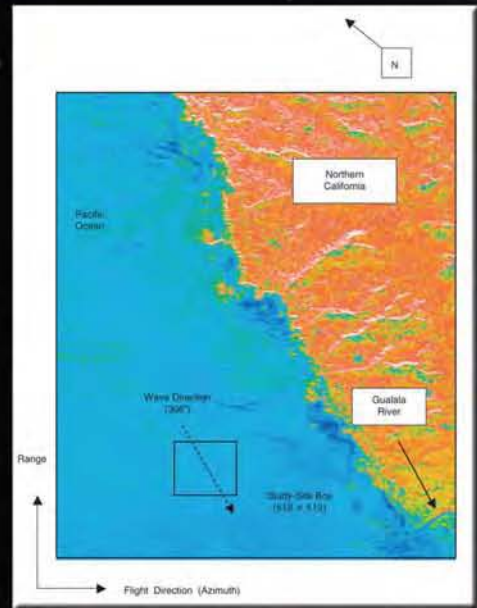 N
Northern
California
Pacific
Ocean
Gualala
River
Wave Direction
(306°)
Range
Study-Site Box
(512 × 512)
Flight Direction (Azimuth)